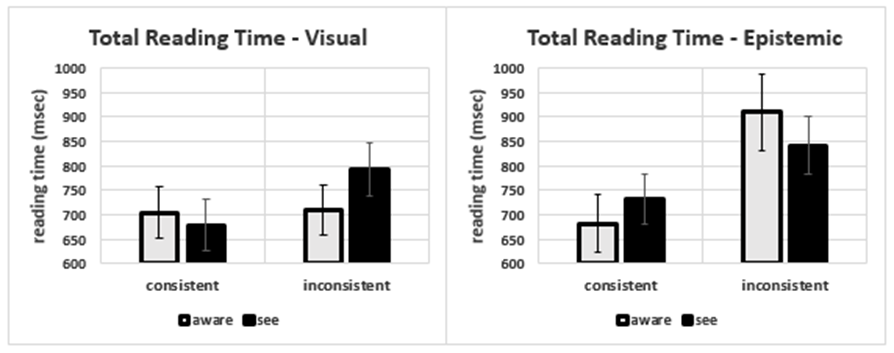 Total Reading Time - Visual
reading time (msec)
1000
950
900
850
800
750
700
650
600
consistent
inconsistent
aware see
Total Reading Time - Epistemic
reading time (msec)
1000
950
900
850
800
750
700
650
600
consistent
inconsistent
aware see